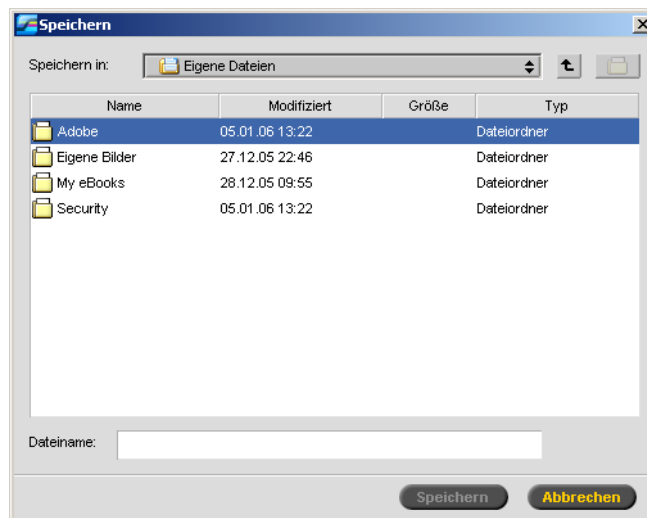 Speichern
Speichern in: Eigene Dateien
Name Modifiziert Größe Typ
Adobe 05.01.06 13:22 Dateiordner
Eigene Bilder 27.12.05 22:46 Dateiordner
My eBooks 28.12.05 09:55 Dateiordner
Security 05.01.06 13:22 Dateiordner
Dateiname:
Speichern Abbrechen